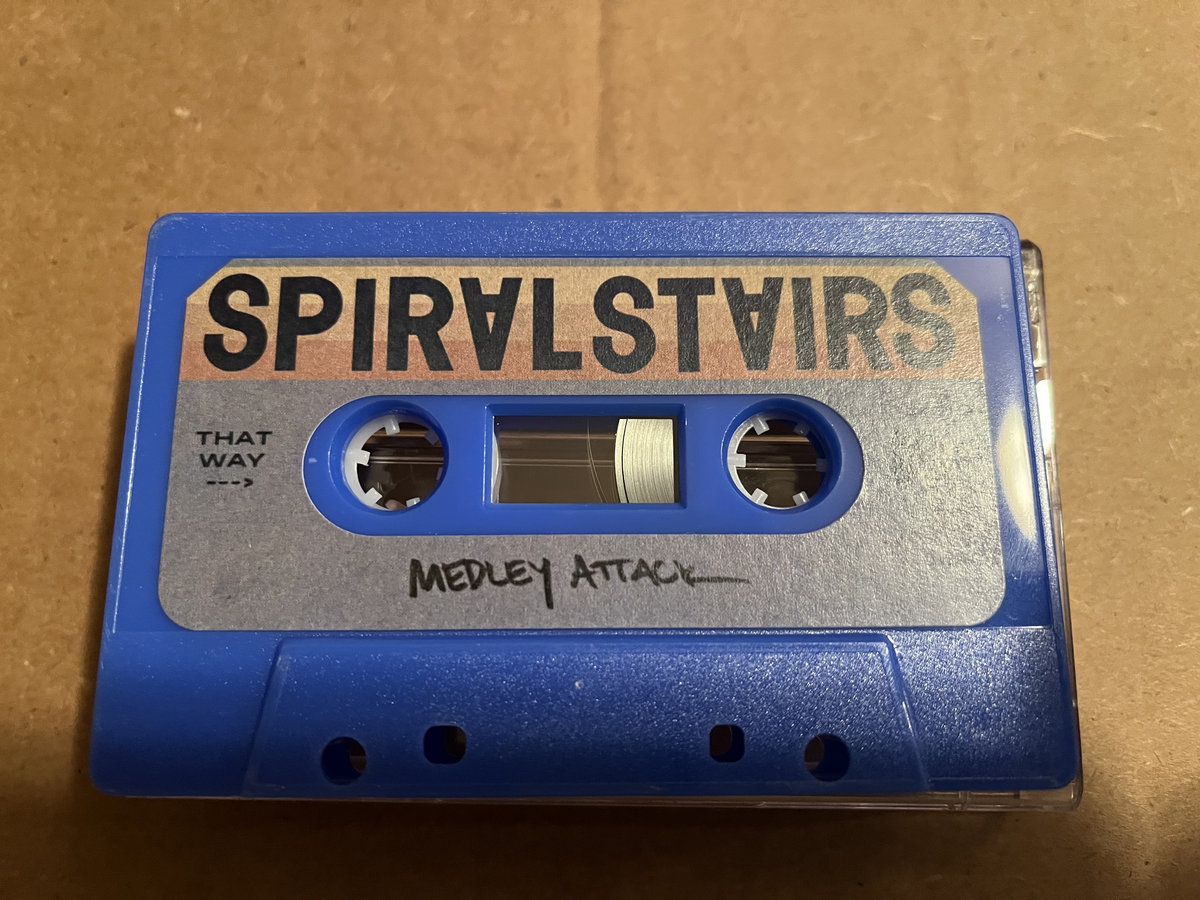 SPIRALSTAIRS
THAT
WAY
--->
MEDLEY ATTACK